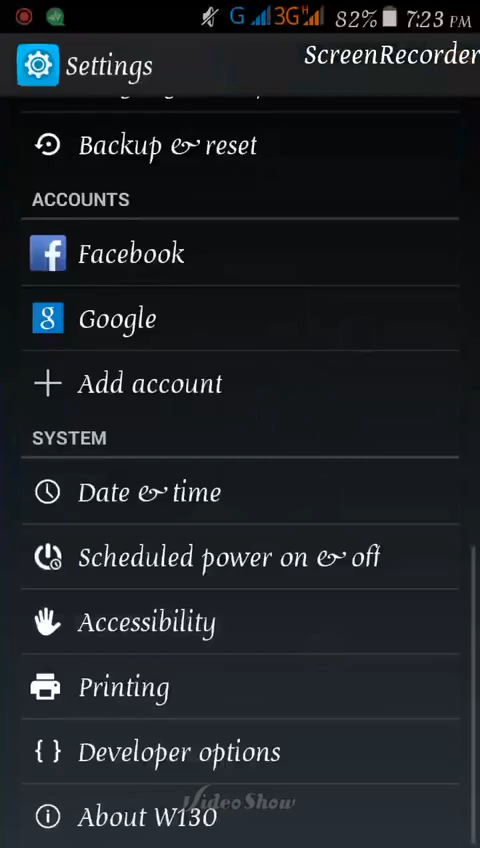 G 3G H 82% 7:23 PM
Settings
ScreenRecorder
Backup & reset
ACCOUNTS
Facebook
Google
Add account
SYSTEM
Date & time
Scheduled power on & off
Accessibility
Printing
Developer options
VideoShow
About W130